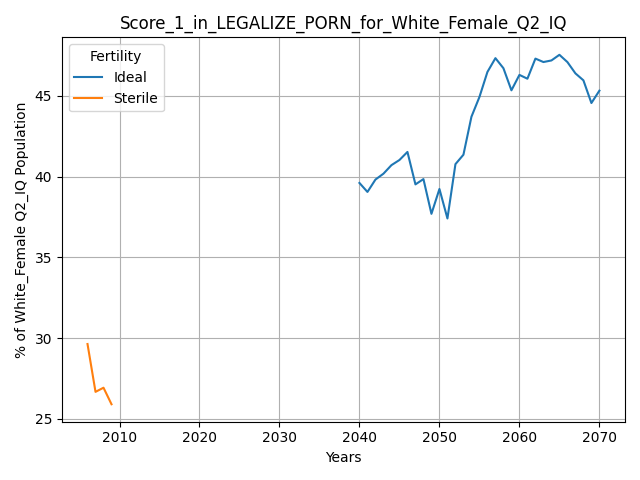 Score_1_in_LEGALIZE_PORN_for_White_Female_Q2_IQ
Fertility
Ideal
Sterile
% of White_Female Q2_IQ Population
45
40
35
30
25
2010 2020 2030 2040 2050 2060 2070
Years